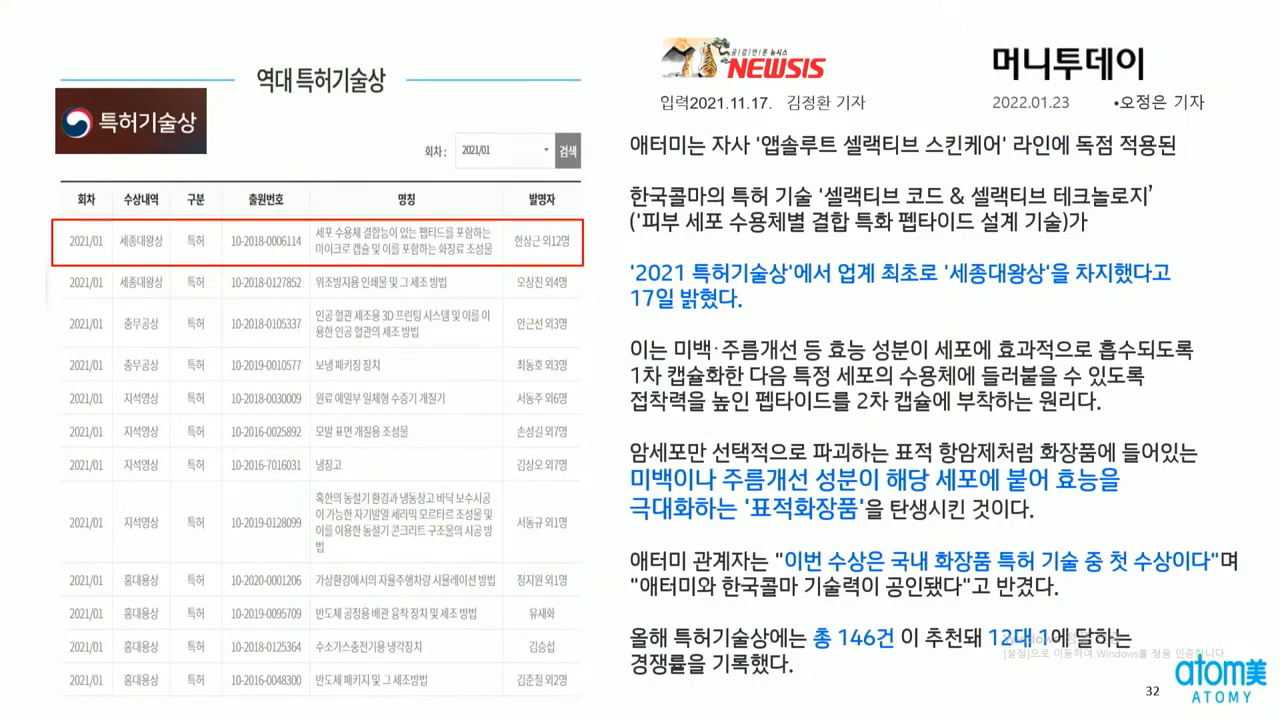 역대 특허기술상
특허기술상
회차 : 2021/01 검색
회차 수상내역 구분 출원번호 명칭 발명자
2021/01 세종대왕상 특허 10-2018-0006114 세포 수용체 결합능이 있는 펩티드를 포함하는 한상근 외12명
마이크로 캡슐 및 이를 포함하는 화장료 조성물
2021/01 세종대왕상 특허 10-2018-0127852 위조방지용 인쇄물 및 그 제조 방법 오상진 외4명
2021/01 충무공상 특허 10-2018-0105337 인공 혈관 세조용 3D 프린팅 시스템 및 이를 이 안근선 외3명
용한 인공 혈관의 제조 방법
2021/01 충무공상 특허 10-2019-0010577 보냉 패키징 장치 최동호 외3명
2021/01 지석영상 특허 10-2018-0030009 원료 예열부 일체형 수증기 개질기 서동주 외6명
2021/01 지석영상 특허 10-2016-0025892 모발 표면 개질용 조성물 손성길 외7명
2021/01 지석영상 특허 10-2016-7016031 냉장고 김상오 외7명
2021/01 지석영상 특허 10-2019-0128099 혹한의 동절기 환경과 냉동창고 바닥 보수시공 서동규 외1명
이 가능한 자기발열 세라믹 모르타르 조성물 및
이를 이용한 동절기 콘크리트 구조물의 시공 방
법
2021/01 홍대용상 특허 10-2020-0001206 가상환경에서의 자율주행차량 시뮬레이션 방법 정지원 외1명
2021/01 홍대용상 특허 10-2019-0095709 반도체 공정용 배관 융착 장치 및 제조 방법 유재화
2021/01 홍대용상 특허 10-2018-0125364 수소가스충전기용 냉각장치 김승섭
2021/01 홍대용상 특허 10-2016-0048300 반도체 패키지 및 그 제조방법 김준철 외2명
공감언론 뉴시스
NEWSIS
머니투데이
입력2021.11.17. 김정환 기자
2022.01.23 •오정은 기자
애터미는 자사 '앱솔루트 셀랙티브 스킨케어' 라인에 독점 적용된
한국콜마의 특허 기술 '셀랙티브 코드 & 셀랙티브 테크놀로지’
('피부 세포 수용체별 결합 특화 펩타이드 설계 기술)가
'2021 특허기술상'에서 업계 최초로 '세종대왕상'을 차지했다고
17일 밝혔다.
이는 미백·주름개선 등 효능 성분이 세포에 효과적으로 흡수되도록
1차 캡슐화한 다음 특정 세포의 수용체에 들러붙을 수 있도록
접착력을 높인 펩타이드를 2차 캡슐에 부착하는 원리다.
암세포만 선택적으로 파괴하는 표적 항암제처럼 화장품에 들어있는
미백이나 주름개선 성분이 해당 세포에 붙어 효능을
극대화하는 '표적화장품'을 탄생시킨 것이다.
애터미 관계자는 "이번 수상은 국내 화장품 특허 기술 중 첫 수상이다"며
"애터미와 한국콜마 기술력이 공인됐다"고 반겼다.
올해 특허기술상에는 총 146건 이 추천돼 12대 1에 달하는
경쟁률을 기록했다.
[설정]으로 이동하여 Windows를 정품 인증합니다.
32
atom美
ATOMY